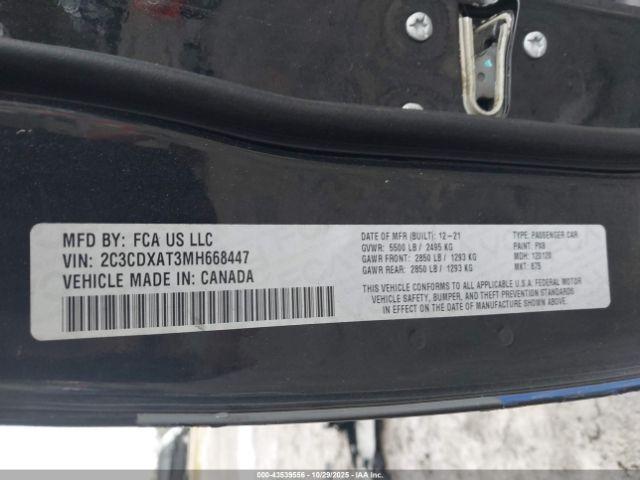 MFD BY: FCA US LLC
VIN: 2C3CDXAT3MH668447
VEHICLE MADE IN: CANADA
DATE OF MFR (BUILT): 12-21
GVWR: 5500 LB / 2495 KG
GAWR FRONT: 2850 LB / 1293 KG
GAWR REAR: 2850 LB / 1293 KG
TYPE: PASSENGER CAR
PAINT: PX8
MDH: 120120
MKT: 875
THIS VEHICLE CONFORMS TO ALL APPLICABLE U.S.A. FEDERAL MOTOR
VEHICLE SAFETY, BUMPER, AND THEFT PREVENTION STANDARDS IN
EFFECT ON THE DATE OF MANUFACTURE SHOWN ABOVE.
000-43539556 | 10/29/2025 | IAAI.COM